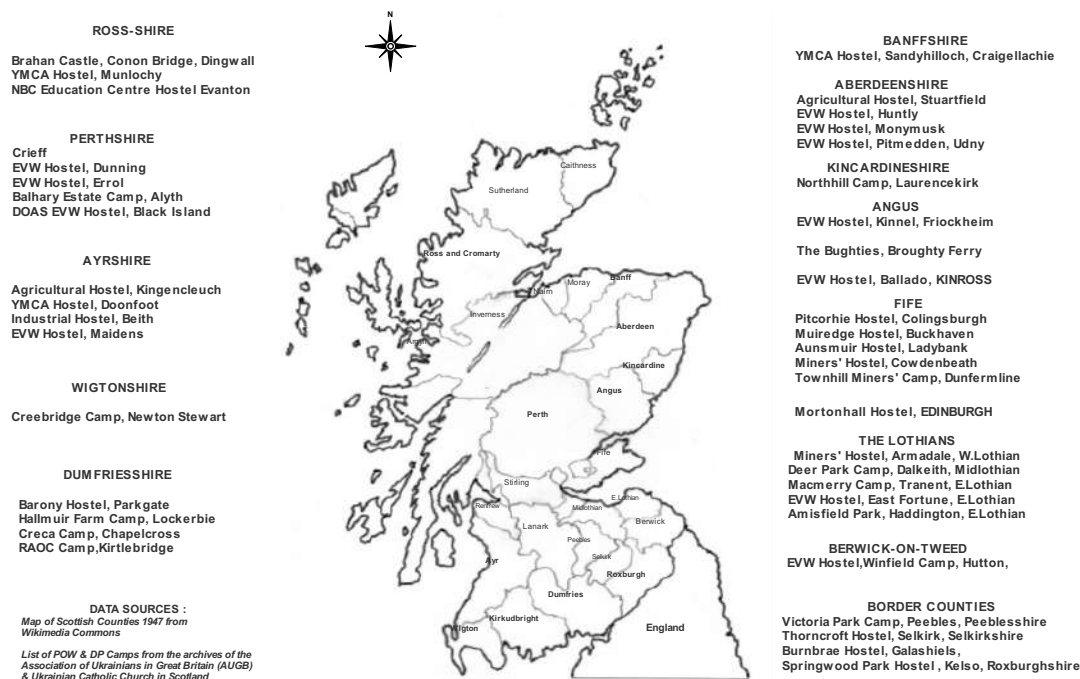 ROSS-SHIRE
Brahan Castle, Conon Bridge, Dingwall
YMCA Hostel, Munlochy
NBC Education Centre Hostel Evanton
PERTHSHIRE
Crieff
EVW Hostel, Dunning
EVW Hostel, Errol
Balhary Estate Camp, Alyth
DOAS EVW Hostel, Black Island
AYRSHIRE
Agricultural Hostel, Kingencleuch
YMCA Hostel, Doonfoot
Industrial Hostel, Beith
EVW Hostel, Maidens
WIGTONSHIRE
Creebridge Camp, Newton Stewart
DUMFRIESSHIRE
Barony Hostel, Parkgate
Hallmuir Farm Camp, Lockerbie
Creca Camp, Chapelcross
RAOC Camp,Kirtlebridge
DATA SOURCES :
Map of Scottish Counties 1947 from
Wikimedia Commons
List of POW & DP Camps from the archives of the
Association of Ukrainians in Great Britain (AUGB)
& Ukrainian Catholic Church in Scotland
N
Caithness
Sutherland
Ross and Cromarty
Nairn
Moray
Banff
Inverness
Aberdeen
Argyll
Kincardine
Angus
Perth
Fife
Stirling
Renfrew
E.Lothian
Midlothian
Lanark
Berwick
Peebles
Selkirk
Ayr
Roxburgh
Dumfries
Kirkudbright
Wigton
England
BANFFSHIRE
YMCA Hostel, Sandyhilloch, Craigellachie
ABERDEENSHIRE
Agricultural Hostel, Stuartfield
EVW Hostel, Huntly
EVW Hostel, Monymusk
EVW Hostel, Pitmedden, Udny
KINCARDINESHIRE
Northhill Camp, Laurencekirk
ANGUS
EVW Hostel, Kinnel, Friockheim
The Bughties, Broughty Ferry
EVW Hostel, Ballado, KINROSS
FIFE
Pitcorhie Hostel, Colingsburgh
Muiredge Hostel, Buckhaven
Aunsmuir Hostel, Ladybank
Miners' Hostel, Cowdenbeath
Townhill Miners' Camp, Dunfermline
Mortonhall Hostel, EDINBURGH
THE LOTHIANS
Miners' Hostel, Armadale, W.Lothian
Deer Park Camp, Dalkeith, Midlothian
Macmerry Camp, Tranent, E.Lothian
EVW Hostel, East Fortune, E.Lothian
Amisfield Park, Haddington, E.Lothian
BERWICK-ON-TWEED
EVW Hostel,Winfield Camp, Hutton,
BORDER COUNTIES
Victoria Park Camp, Peebles, Peeblesshire
Thorncroft Hostel, Selkirk, Selkirkshire
Burnbrae Hostel, Galashiels,
Springwood Park Hostel , Kelso, Roxburghshire